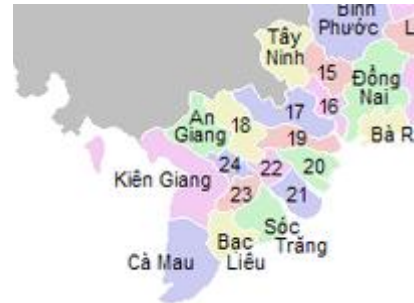 Bình
Phước
L
Tây
Ninh
15
Đồng
Nai
16
17
Bà R
An
Giang
18
19
20
24
22
Kiên Giang
23
21
Sóc
Trăng
Bạc
Liêu
Cà Mau